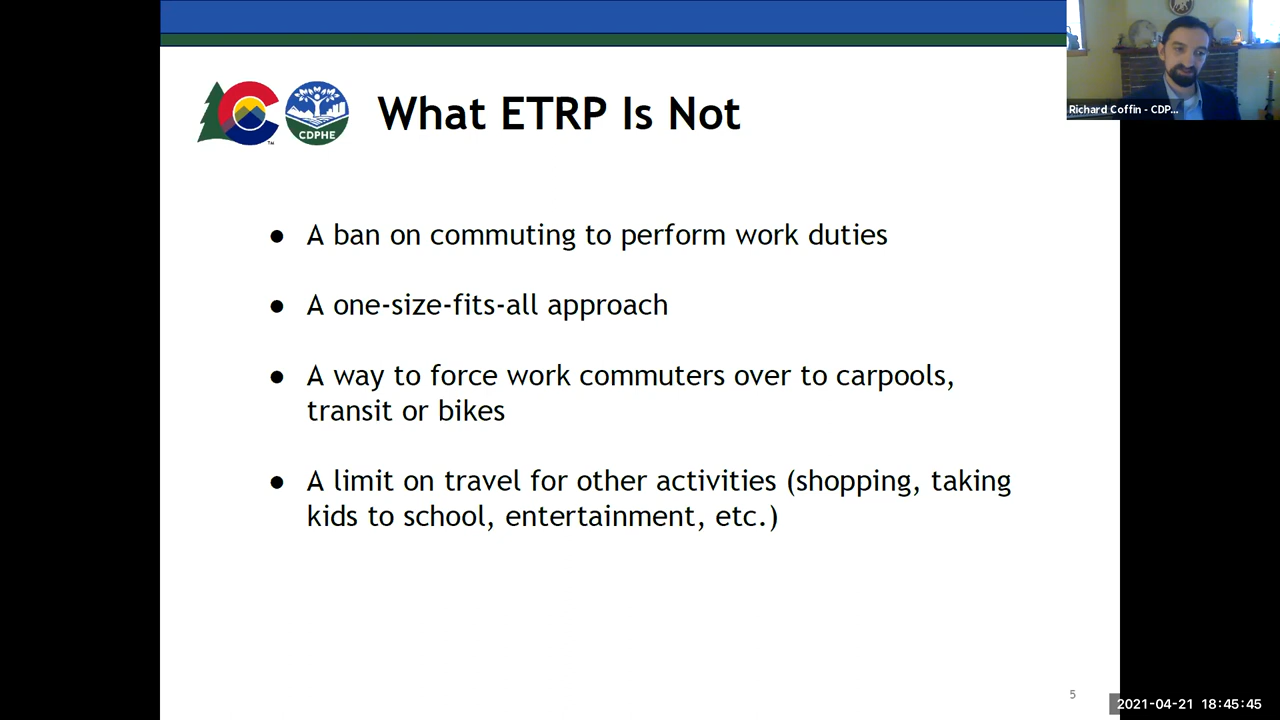 What ETRP Is Not
CDPHE
TM
Richard Coffin - CDP...
● A ban on commuting to perform work duties
● A one-size-fits-all approach
● A way to force work commuters over to carpools,
transit or bikes
● A limit on travel for other activities (shopping, taking
kids to school, entertainment, etc.)
5
2021-04-21 18:45:45